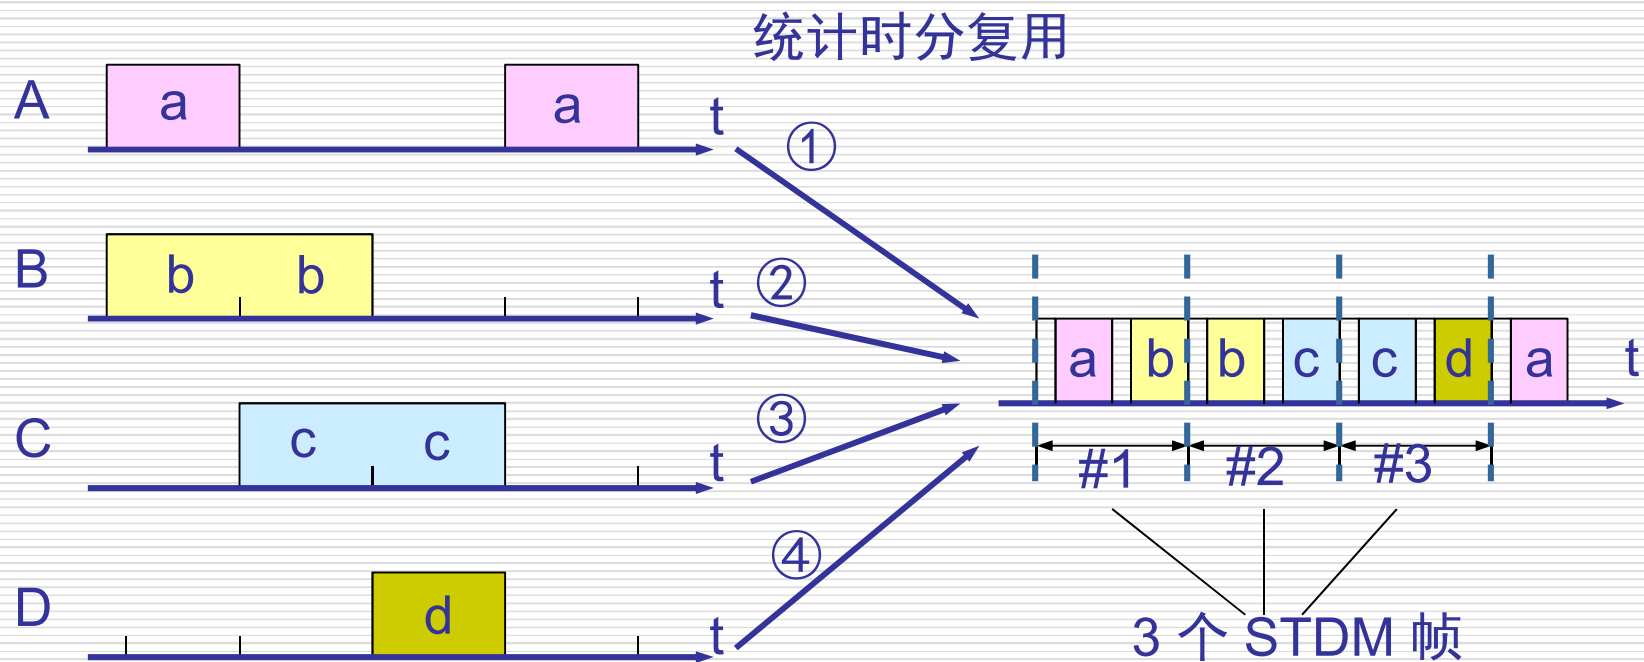 统计时分复用
A a a t ①
B b b t ②
a b b c c d a t
C c c t ③
#1 #2 #3
D d t ④
3 个 STDM 帧